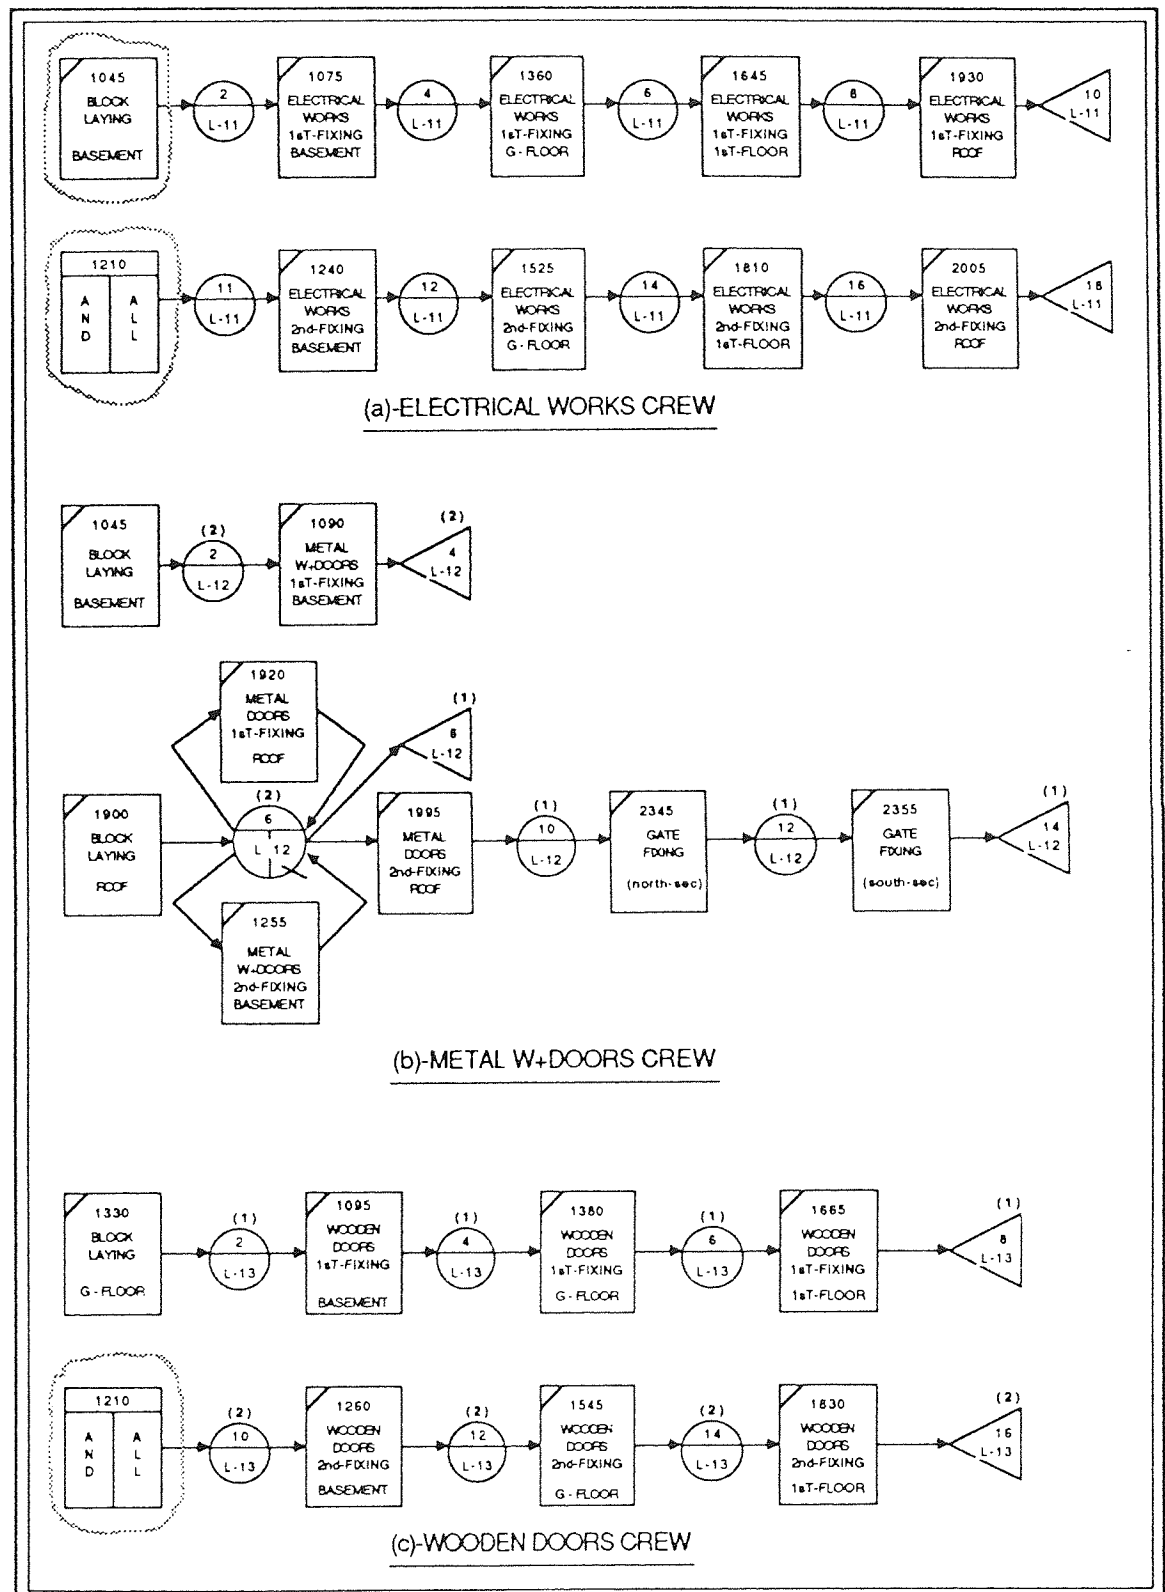 1045
BLOCK
LAYING
BASEMENT
2
L-11
1075
ELECTRICAL
WORKS
1sT-FIXING
BASEMENT
4
L-11
1360
ELECTRICAL
WORKS
1sT-FIXING
G-FLOOR
6
L-11
1645
ELECTRICAL
WORKS
1sT-FIXING
1sT-FLOOR
8
L-11
1930
ELECTRICAL
WORKS
1sT-FIXING
ROOF
10
L-11
1210
A
N
D
A
L
L
11
L-11
1240
ELECTRICAL
WORKS
2nd-FIXING
BASEMENT
12
L-11
1525
ELECTRICAL
WORKS
2nd-FIXING
G-FLOOR
14
L-11
1810
ELECTRICAL
WORKS
2nd-FIXING
1sT-FLOOR
16
L-11
2005
ELECTRICAL
WORKS
2nd-FIXING
ROOF
18
L-11
(a)-ELECTRICAL WORKS CREW
1045
BLOCK
LAYING
BASEMENT
(2)
2
L-12
1090
METAL
W+DOORS
1sT-FIXING
BASEMENT
(2)
4
L-12
1920
METAL
DOORS
1sT-FIXING
ROOF
(1)
6
L-12
1900
BLOCK
LAYING
ROOF
(2)
6
L-12
1995
METAL
DOORS
2nd-FIXING
ROOF
(1)
10
L-12
2345
GATE
FIXING
(north-sec)
(1)
12
L-12
2355
GATE
FIXING
(south-sec)
(1)
14
L-12
1255
METAL
W+DOORS
2nd-FIXING
BASEMENT
(b)-METAL W+DOORS CREW
1330
BLOCK
LAYING
G-FLOOR
(1)
2
L-13
1095
WOODEN
DOORS
1sT-FIXING
BASEMENT
(1)
4
L-13
1380
WOODEN
DOORS
1sT-FIXING
G-FLOOR
(1)
6
L-13
1665
WOODEN
DOORS
1sT-FIXING
1sT-FLOOR
(1)
8
L-13
1210
A
N
D
A
L
L
(2)
10
L-13
1260
WOODEN
DOORS
2nd-FIXING
BASEMENT
(2)
12
L-13
1545
WOODEN
DOORS
2nd-FIXING
G-FLOOR
(2)
14
L-13
1830
WOODEN
DOORS
2nd-FIXING
1sT-FLOOR
(2)
16
L-13
(c)-WOODEN DOORS CREW